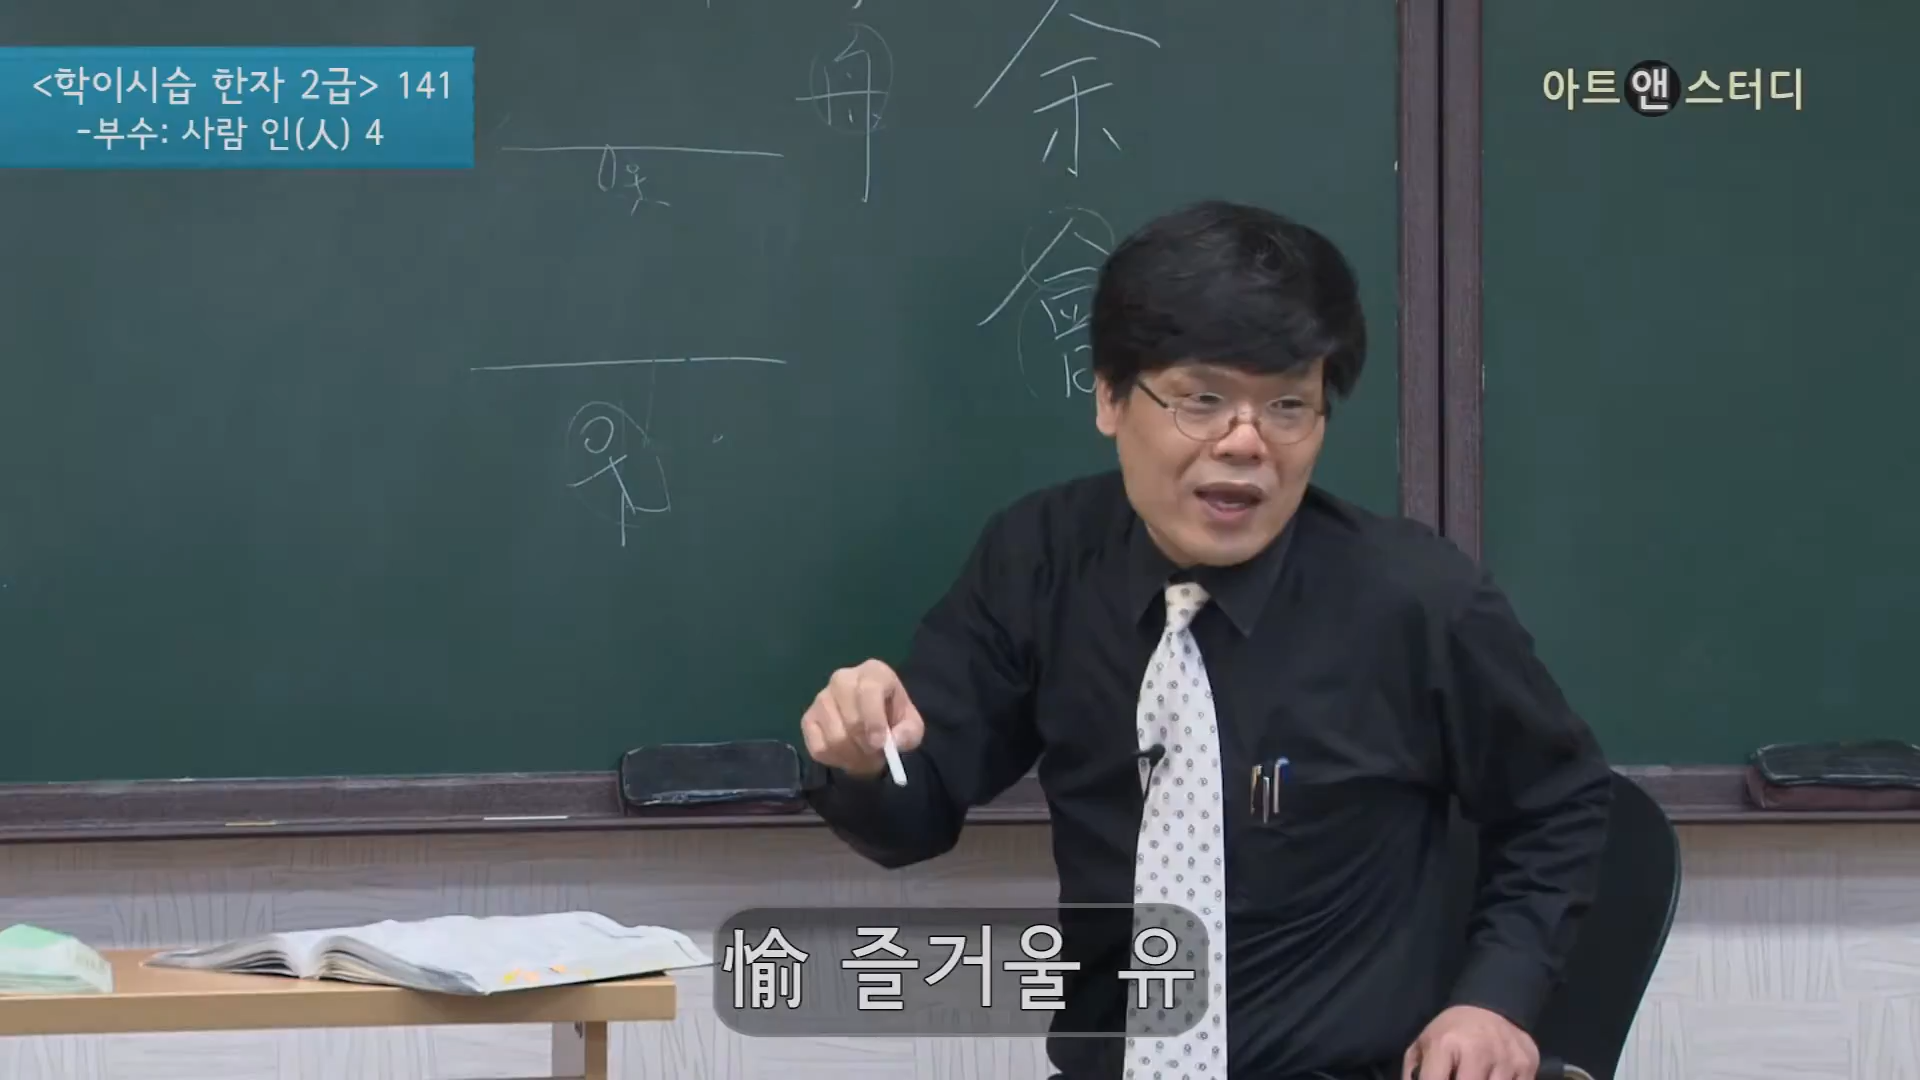 <학이시습 한자 2급> 141
-부수: 사람 인(人) 4
아트앤스터디
余
會
愉 즐거울 유